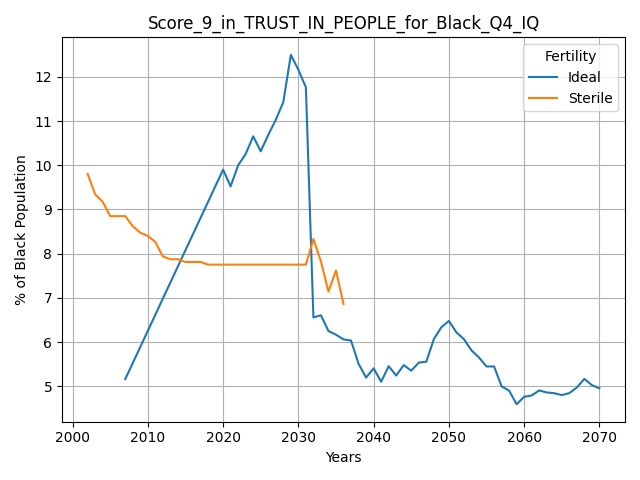 Score_9_in_TRUST_IN_PEOPLE_for_Black_Q4_IQ
Fertility
Ideal
Sterile
% of Black Population
12
11
10
9
8
7
6
5
2000 2010 2020 2030 2040 2050 2060 2070
Years